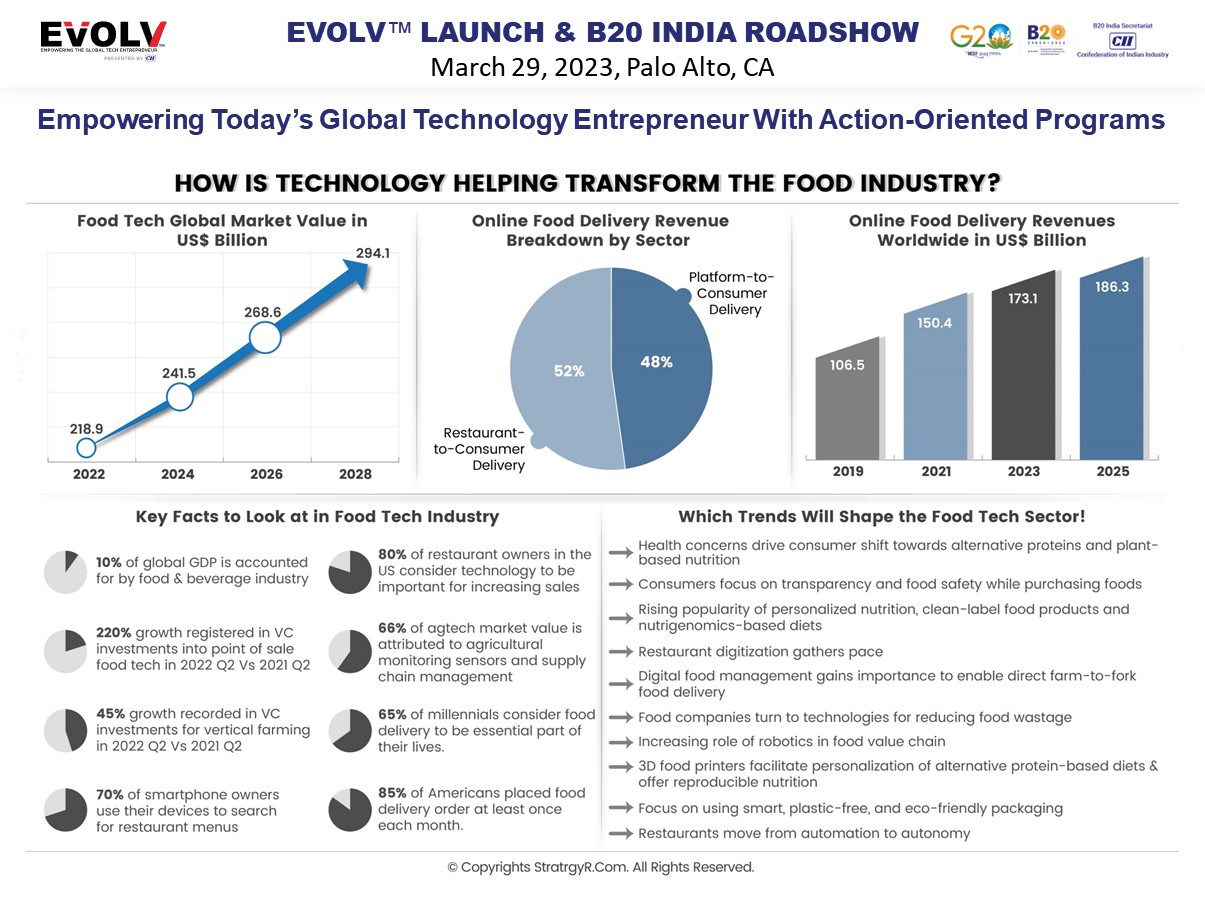 EVOLV™
EMPOWERING THE GLOBAL TECH ENTREPRENEUR
PRESENTED BY CII
EVOLV™ LAUNCH & B20 INDIA ROADSHOW
March 29, 2023, Palo Alto, CA
G20
B20
B20 India Secretariat
CII
Confederation of Indian Industry
Empowering Today's Global Technology Entrepreneur With Action-Oriented Programs
HOW IS TECHNOLOGY HELPING TRANSFORM THE FOOD INDUSTRY?
Food Tech Global Market Value in
US$ Billion
294.1
268.6
241.5
218.9
2022
2024
2026
2028
Online Food Delivery Revenue
Breakdown by Sector
Platform-to-
Consumer
Delivery
52%
48%
Restaurant-
to-Consumer
Delivery
Online Food Delivery Revenues
Worldwide in US$ Billion
106.5
150.4
173.1
186.3
2019
2021
2023
2025
Key Facts to Look at in Food Tech Industry
10% of global GDP is accounted
for by food & beverage industry
220% growth registered in VC
investments into point of sale
food tech in 2022 Q2 Vs 2021 Q2
45% growth recorded in VC
investments for vertical farming
in 2022 Q2 Vs 2021 Q2
70% of smartphone owners
use their devices to search
for restaurant menus
80% of restaurant owners in the
US consider technology to be
important for increasing sales
66% of agtech market value is
attributed to agricultural
monitoring sensors and supply
chain management
65% of millennials consider food
delivery to be essential part of
their lives.
85% of Americans placed food
delivery order at least once
each month.
Which Trends Will Shape the Food Tech Sector!
Health concerns drive consumer shift towards alternative proteins and plant-
based nutrition
Consumers focus on transparency and food safety while purchasing foods
Rising popularity of personalized nutrition, clean-label food products and
nutrigenomics-based diets
Restaurant digitization gathers pace
Digital food management gains importance to enable direct farm-to-fork
food delivery
Food companies turn to technologies for reducing food wastage
Increasing role of robotics in food value chain
3D food printers facilitate personalization of alternative protein-based diets &
offer reproducible nutrition
Focus on using smart, plastic-free, and eco-friendly packaging
Restaurants move from automation to autonomy
© Copyrights StratrgyR.Com. All Rights Reserved.